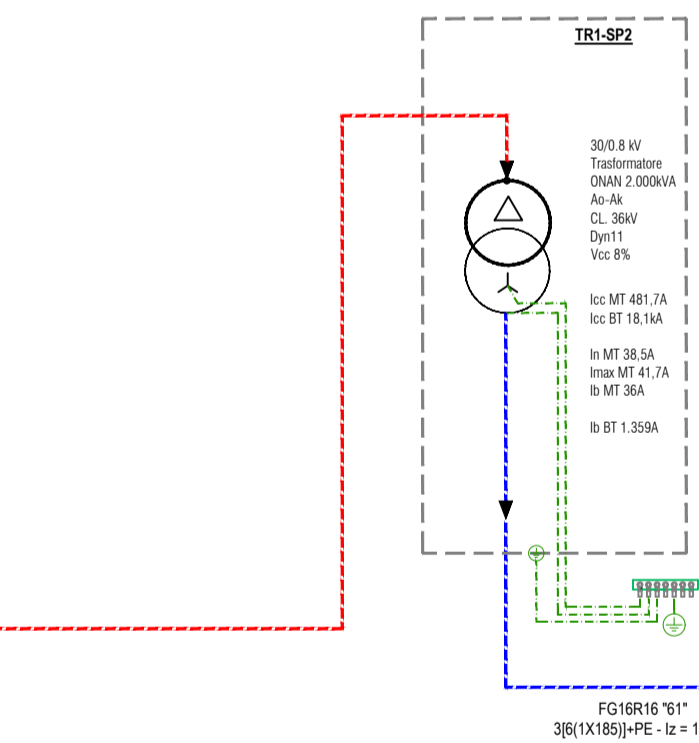 TR1-SP2
30/0.8 kV
Trasformatore
ONAN 2.000kVA
Ao-Ak
CL. 36kV
Dyn11
Vcc 8%
Icc MT 481,7A
Icc BT 18,1kA
In MT 38,5A
Imax MT 41,7A
Ib MT 36A
Ib BT 1.359A
FG16R16 "61"
3[6(1X185)]+PE - Iz = 1